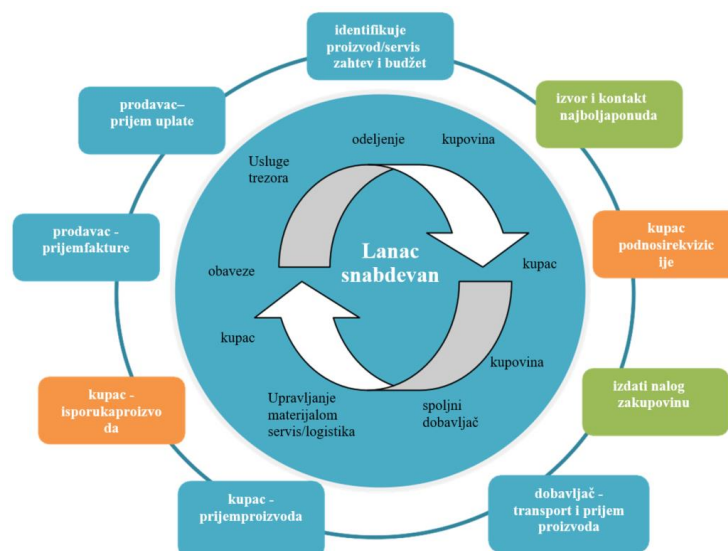 identifikuje
proizvod/servis
zahtev i budžet
izvor i kontakt
najboljaponuda
kupac
podnosirekvizic
ije
izdati nalog
zakupovinu
dobavljač -
transport i prijem
proizvoda
kupac -
prijemproizvoda
kupac -
isporukaproizvo
da
prodavac -
prijemfakture
prodavac–
prijem uplate
odeljenje
kupovina
kupac
kupovina
spoljni
dobavljač
Upravljanje
materijalom
servis/logistika
kupac
obaveze
Usluge
trezora
Lanac
snabdevan